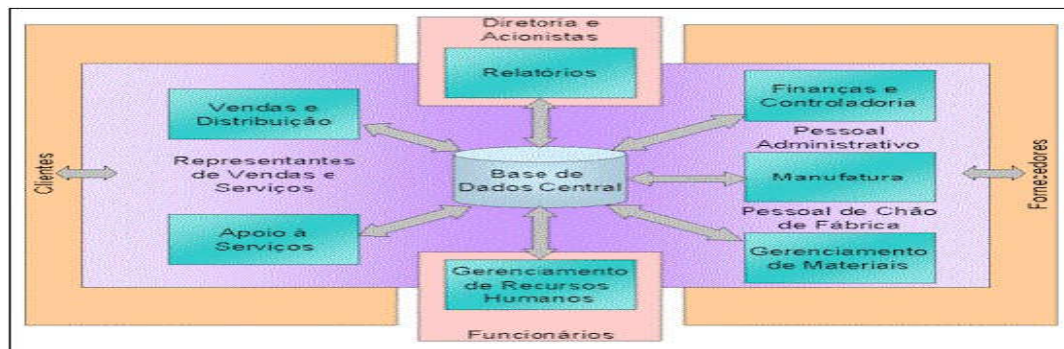 Diretoria e
Acionistas
Relatórios
Vendas e
Distribuição
Finanças e
Controladoria
Representantes
de Vendas e
Serviços
Pessoal
Administrativo
Base de
Dados Central
Manufatura
Clientes
Fornecedores
Apoio à
Serviços
Pessoal de Chão
de Fábrica
Gerenciamento
de Materiais
Gerenciamento
de Recursos
Humanos
Funcionários